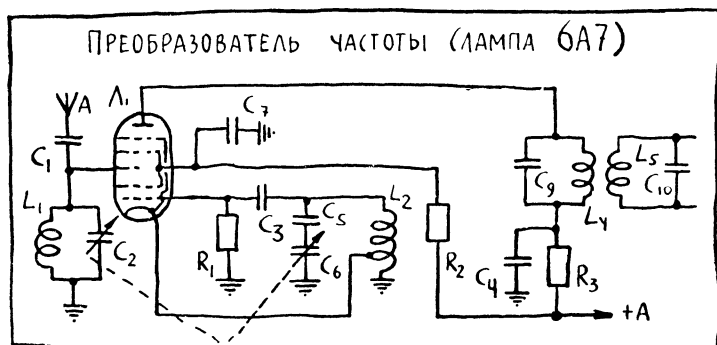 ПРЕОБРАЗОВАТЕЛЬ ЧАСТОТЫ (ЛАМПА 6А7)
A
Л₁
C₇
C₁
L₁
C₂
R₁
C₃
C₅
C₆
L₂
R₂
C₉
L₄
L₅
C₁₀
C₄
R₃
+A